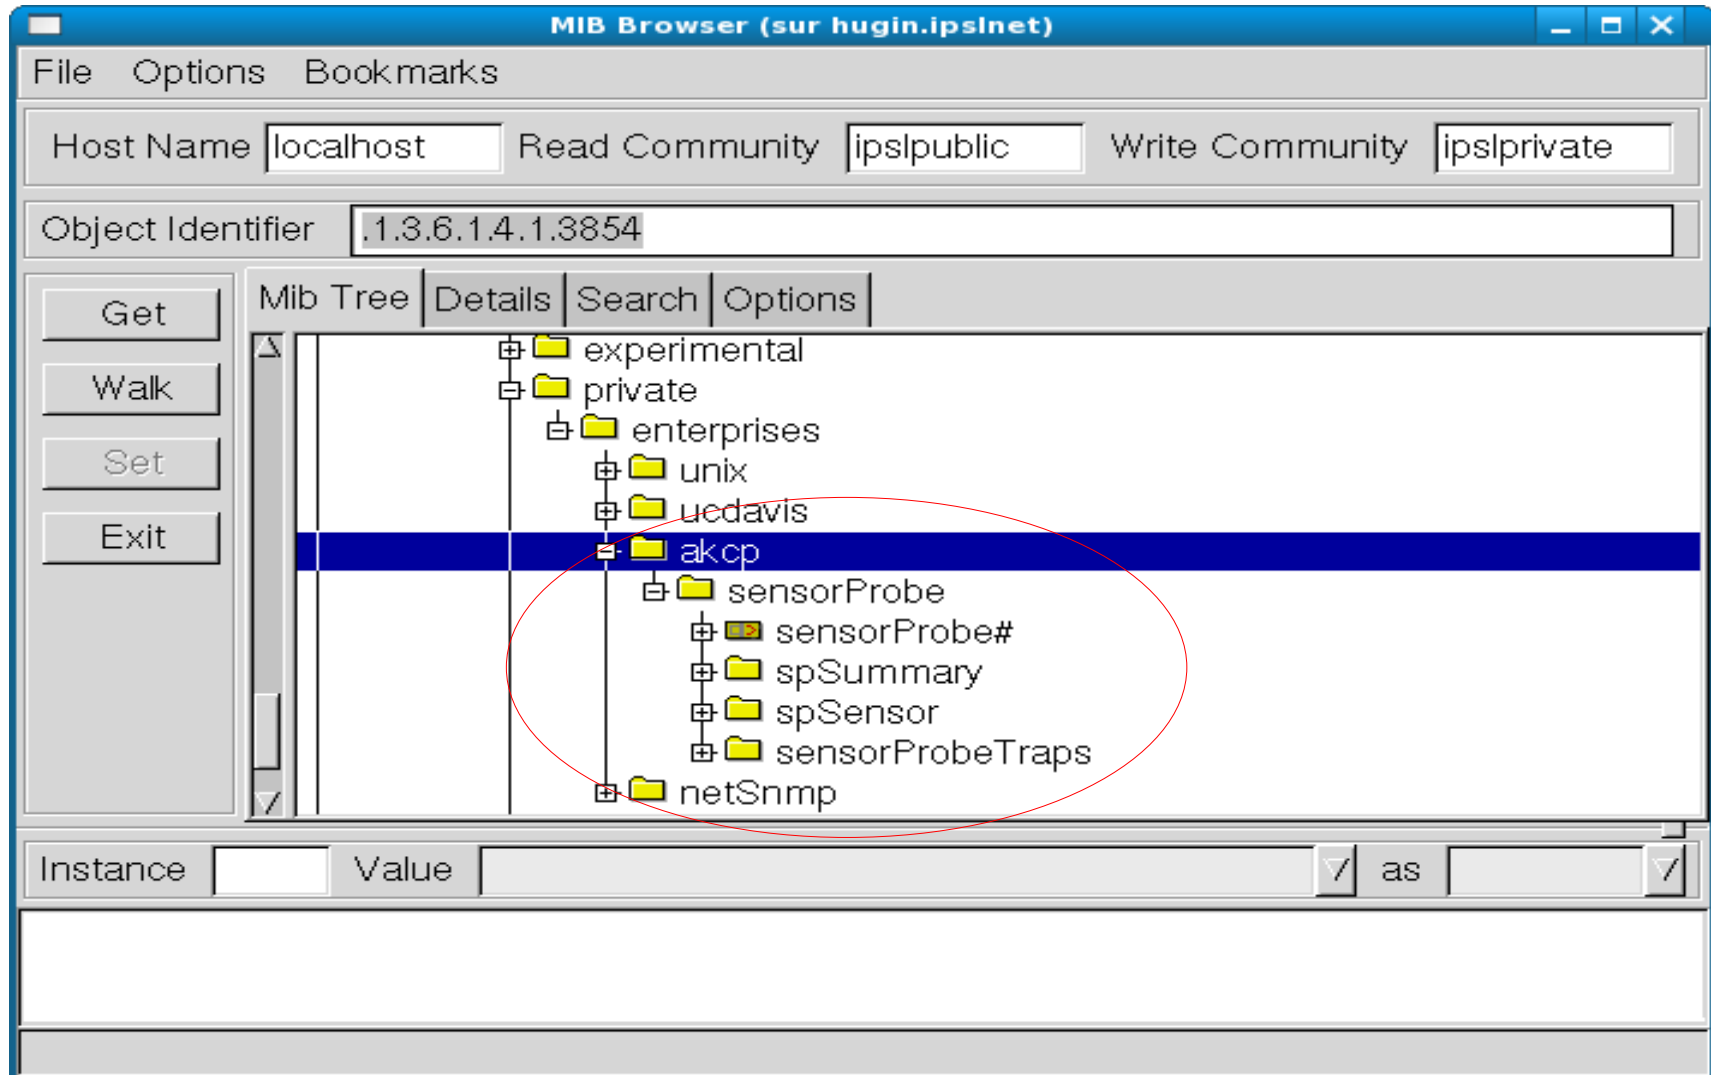 MIB Browser (sur hugin.ipslnet)
File Options Bookmarks
Host Name localhost Read Community ipslpublic Write Community ipslprivate
Object Identifier .1.3.6.1.4.1.3854
Get
Walk
Set
Exit
Mib Tree Details Search Options
experimental
private
enterprises
unix
ucdavis
akcp
sensorProbe
sensorProbe#
spSummary
spSensor
sensorProbeTraps
netSnmp
Instance Value as